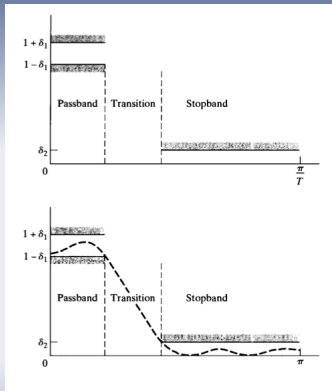 1 + δ₁
1 − δ₁
Passband Transition Stopband
δ₂
0
π
T
1 + δ₁
1 − δ₁
Passband Transition Stopband
δ₂
0 π